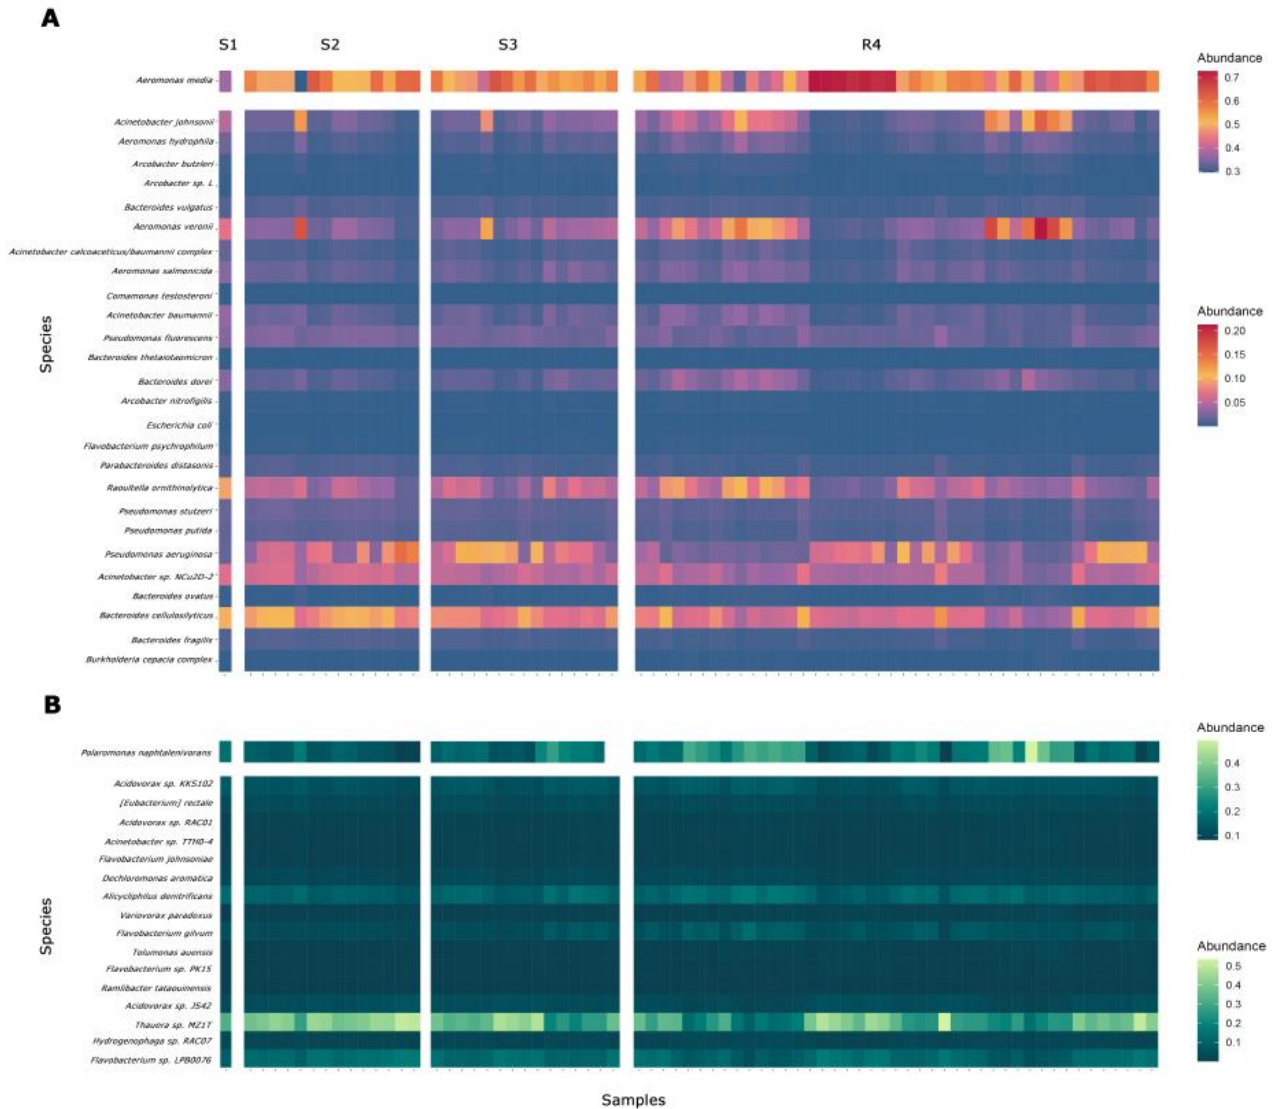 A
S1 S2 S3 R4
Aeromonas media
Abundance
0.7
0.6
0.5
0.4
0.3
Acinetobacter johnsonii
Aeromonas hydrophila
Arcobacter butzleri
Arcobacter sp. L
Bacteroides vulgatus
Aeromonas veronii
Acinetobacter calcoaceticus/baumannii complex
Aeromonas salmonicida
Comamonas testosteroni
Acinetobacter baumannii
Pseudomonas fluorescens
Bacteroides thetaiotaomicron
Bacteroides dorei
Arcobacter nitrofigilis
Escherichia coli
Flavobacterium psychrophilum
Parabacteroides distasonis
Raoultella ornithinolytica
Pseudomonas stutzeri
Pseudomonas putida
Pseudomonas aeruginosa
Acinetobacter sp. NCu2D-2
Bacteroides ovatus
Bacteroides cellulosilyticus
Bacteroides fragilis
Burkholderia cepacia complex
Species
Abundance
0.20
0.15
0.10
0.05
B
Polaromonas naphtalenivorans
Abundance
0.4
0.3
0.2
0.1
Acidovorax sp. KKS102
[Eubacterium] rectale
Acidovorax sp. RAC01
Acinetobacter sp. TTH0-4
Flavobacterium johnsoniae
Dechloromonas aromatica
Alicycliphilus denitrificans
Variovorax paradoxus
Flavobacterium gilvum
Tolumonas auensis
Flavobacterium sp. PK15
Ramlibacter tataouinensis
Acidovorax sp. JS42
Thauera sp. MZ1T
Hydrogenophaga sp. RAC07
Flavobacterium sp. LPB0076
Species
Abundance
0.5
0.4
0.3
0.2
0.1
Samples